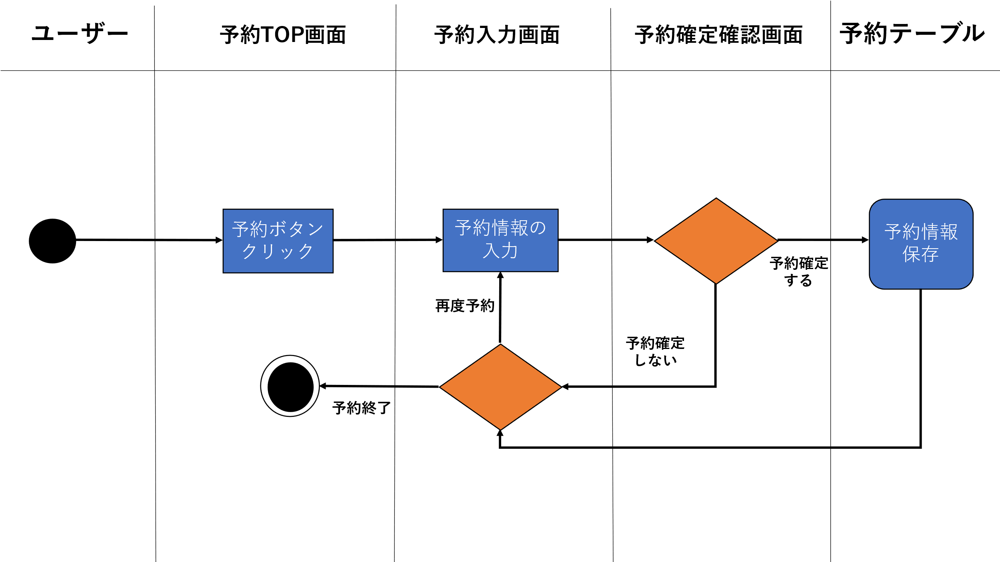 ユーザー
予約TOP画面
予約入力画面
予約確定確認画面
予約テーブル
予約ボタン
クリック
予約情報の
入力
予約確定
する
予約情報
保存
再度予約
予約確定
しない
予約終了